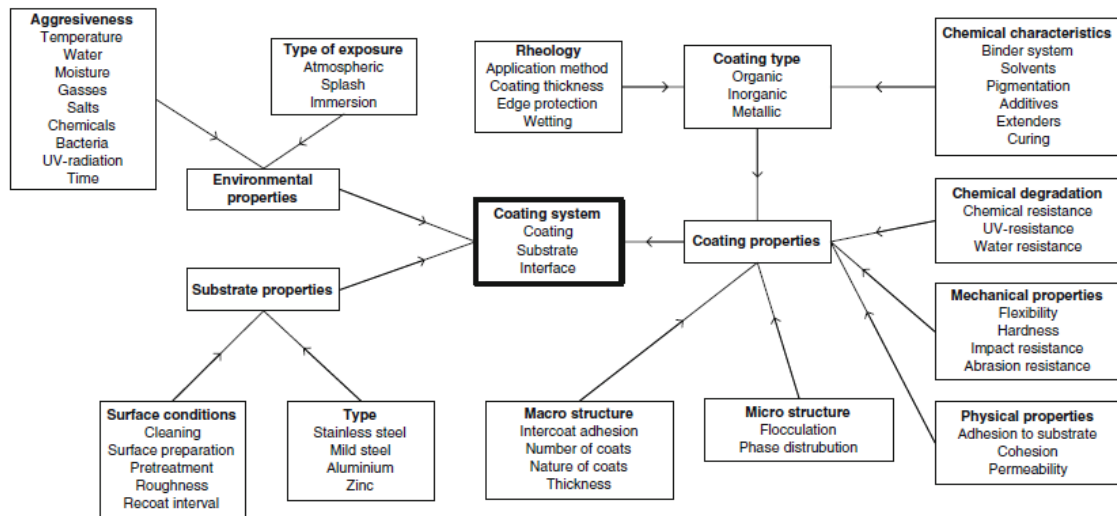 Aggresiveness
Temperature
Water
Moisture
Gasses
Salts
Chemicals
Bacteria
UV-radiation
Time
Type of exposure
Atmospheric
Splash
Immersion
Rheology
Application method
Coating thickness
Edge protection
Wetting
Coating type
Organic
Inorganic
Metallic
Chemical characteristics
Binder system
Solvents
Pigmentation
Additives
Extenders
Curing
Environmental
properties
Coating system
Coating
Substrate
Interface
Coating properties
Chemical degradation
Chemical resistance
UV-resistance
Water resistance
Substrate properties
Mechanical properties
Flexibility
Hardness
Impact resistance
Abrasion resistance
Surface conditions
Cleaning
Surface preparation
Pretreatment
Roughness
Recoat interval
Type
Stainless steel
Mild steel
Aluminium
Zinc
Macro structure
Intercoat adhesion
Number of coats
Nature of coats
Thickness
Micro structure
Flocculation
Phase distrubution
Physical properties
Adhesion to substrate
Cohesion
Permeability